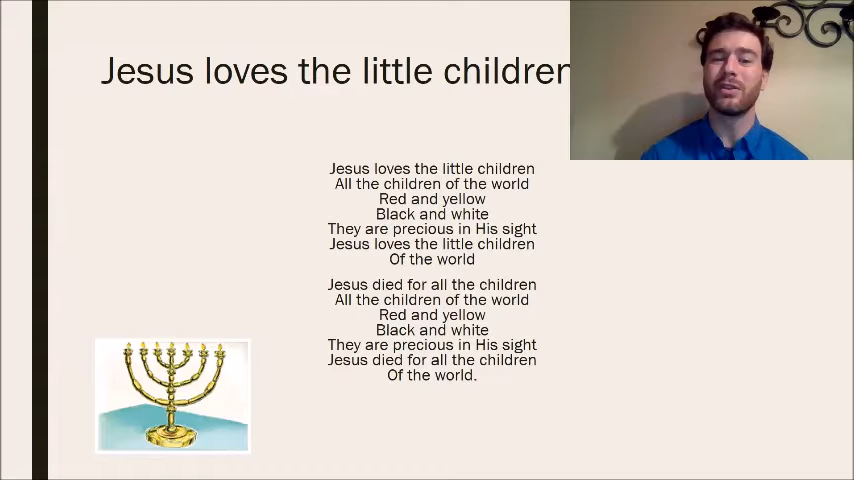 Jesus loves the little children
Jesus loves the little children
All the children of the world
Red and yellow
Black and white
They are precious in His sight
Jesus loves the little children
Of the world
Jesus died for all the children
All the children of the world
Red and yellow
Black and white
They are precious in His sight
Jesus died for all the children
Of the world.